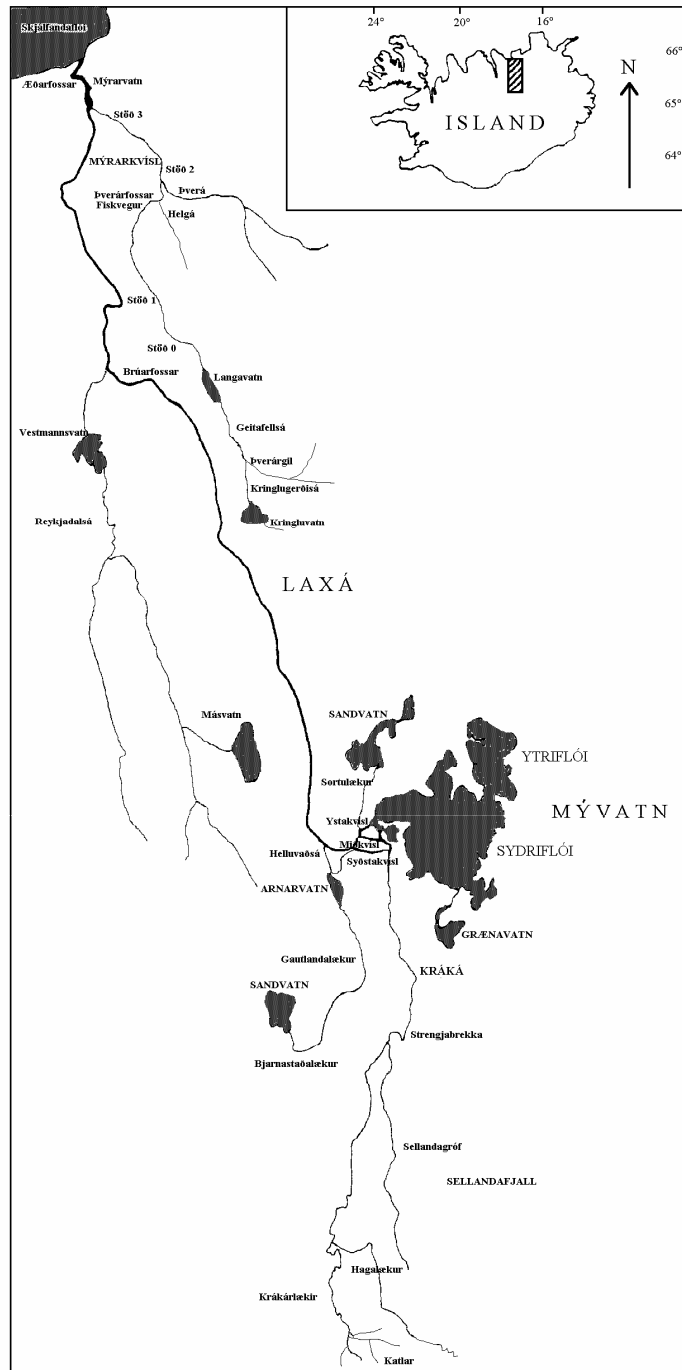 Skjálfandaflói
24° 20° 16°
66°
N
65°
ISLAND
64°
Æðarfossar
Mýrarvatn
Stöð 3
MÝRARKVÍSL
Stöð 2
Þverárfossar
Fiskvegur
Þverá
Helgá
Stöð 1
Stöð 0
Brúarfossar
Langavatn
Geitafellsá
Vestmannsvatn
Þverárgil
Kringlugerðisá
Reykjadalsá
Kringluvatn
LAXÁ
Másvatn
SANDVATN
YTRIFLÓI
Sortulækur
MÝVATN
Ystakvísl
Miðkvísl
SYDRIFLÓI
Helluvaðsá
Syðstakvísl
ARNARVATN
GRÆNAVATN
Gautlandalækur
KRÁKÁ
SANDVATN
Strengjabrekka
Bjarnastaðalækur
Sellandagróf
SELLANDAFJALL
Hagalækur
Krákárlækir
Katlar